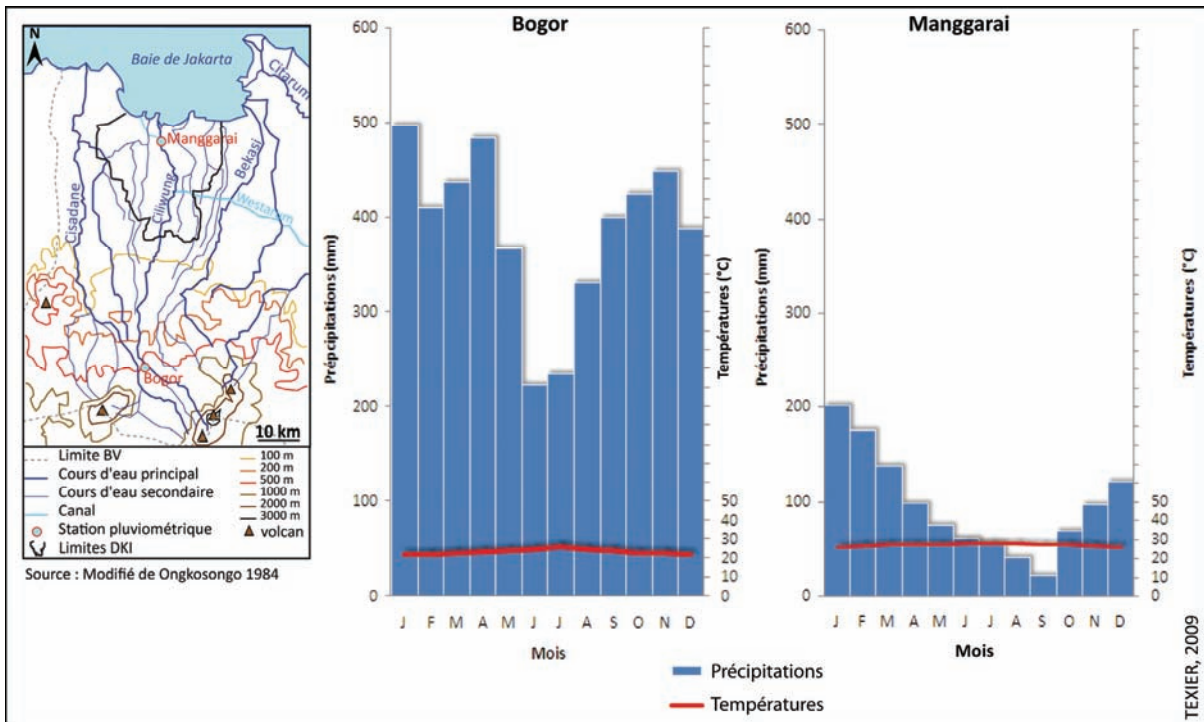 N
Baie de Jakarta
Citarum
Manggarai
Bekasi
Ciliwung
Cisadane
Westarum
Bogor
10 km
Limite BV
Cours d'eau principal
Cours d'eau secondaire
Canal
Station pluviométrique
Limites DKI
100 m
200 m
500 m
1000 m
2000 m
3000 m
volcan
Source : Modifié de Ongkosongo 1984
Bogor
Prépcipitations (mm)
600
500
400
300
200
100
0
Températures (°C)
50
40
30
20
10
0
J F M A M J J A S O N D
Mois
Manggarai
Précipitations (mm)
600
500
400
300
200
100
0
Températures (°C)
50
40
30
20
10
0
J F M A M J J A S O N D
Mois
Précipitations
Températures
TEXIER, 2009